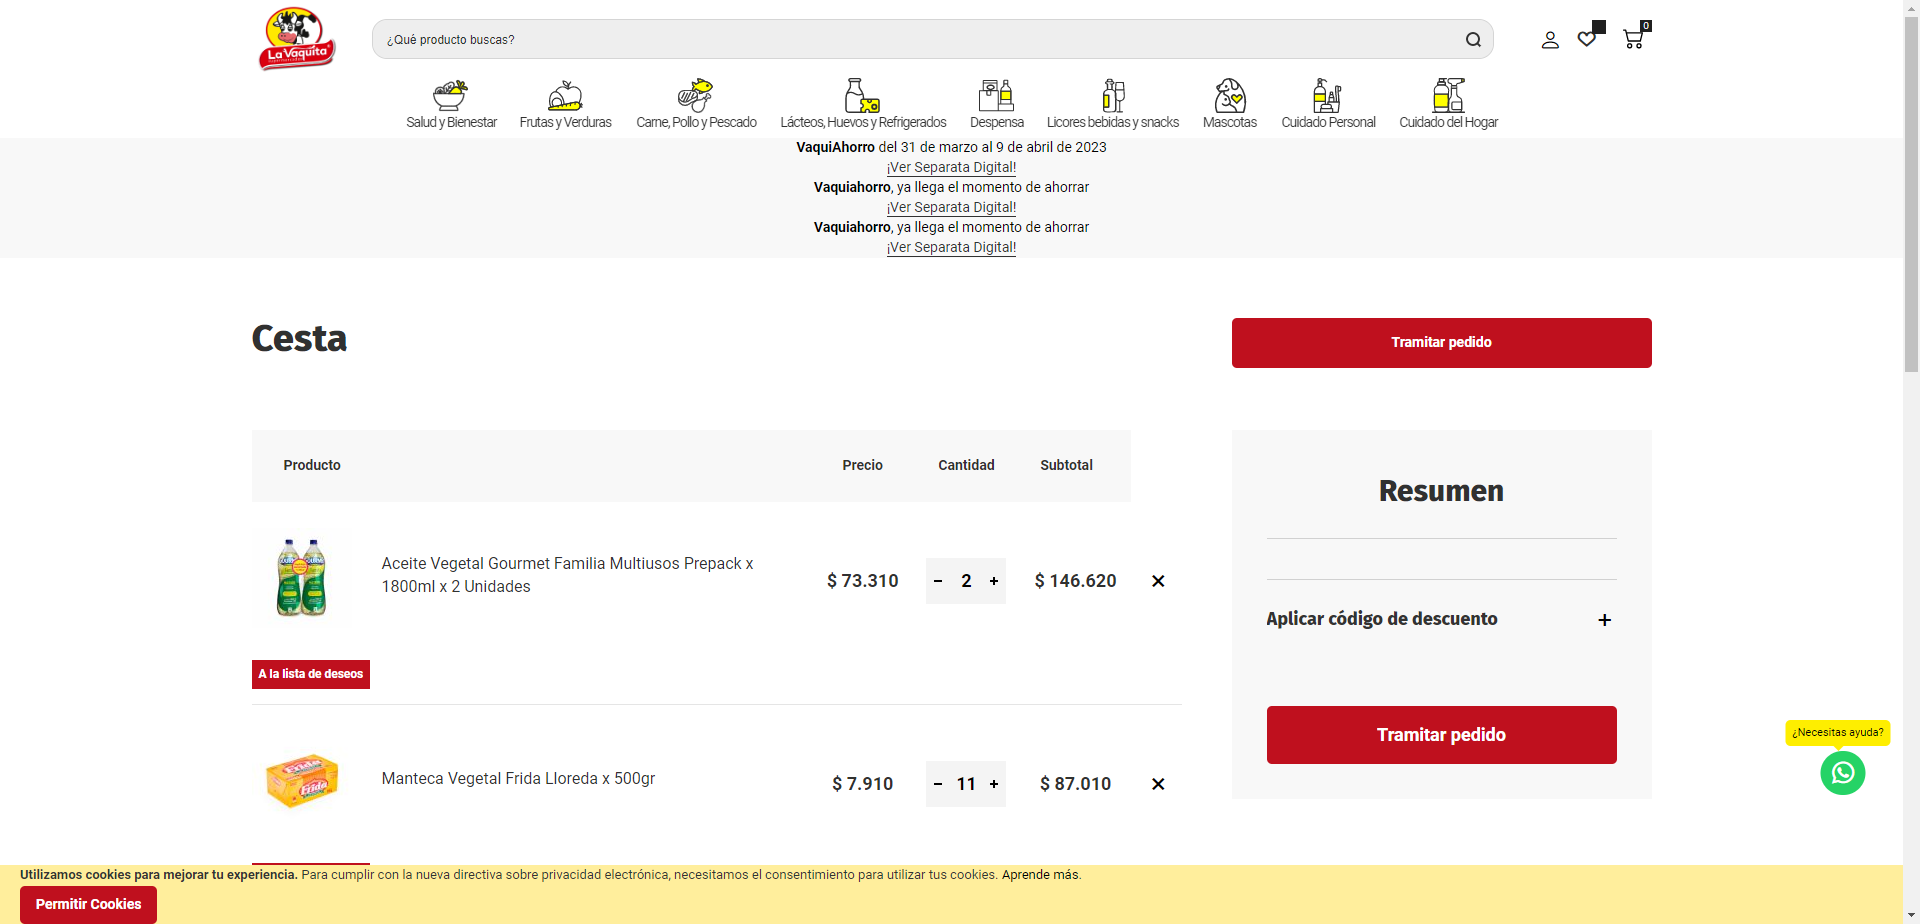 La Vaquita
¿Qué producto buscas?
0
Salud y Bienestar
Frutas y Verduras
Carne, Pollo y Pescado
Lácteos, Huevos y Refrigerados
Despensa
Licores bebidas y snacks
Mascotas
Cuidado Personal
Cuidado del Hogar
VaquiAhorro del 31 de marzo al 9 de abril de 2023
¡Ver Separata Digital!
Vaquiahorro, ya llega el momento de ahorrar
¡Ver Separata Digital!
Vaquiahorro, ya llega el momento de ahorrar
¡Ver Separata Digital!
Cesta
Tramitar pedido
Producto Precio Cantidad Subtotal
Aceite Vegetal Gourmet Familia Multiusos Prepack x
1800ml x 2 Unidades
$ 73.310 - 2 + $ 146.620
A la lista de deseos
Frida
Manteca Vegetal Frida Lloreda x 500gr
$ 7.910 - 11 + $ 87.010
Resumen
Aplicar código de descuento +
Tramitar pedido
¿Necesitas ayuda?
Utilizamos cookies para mejorar tu experiencia. Para cumplir con la nueva directiva sobre privacidad electrónica, necesitamos el consentimiento para utilizar tus cookies. Aprende más.
Permitir Cookies